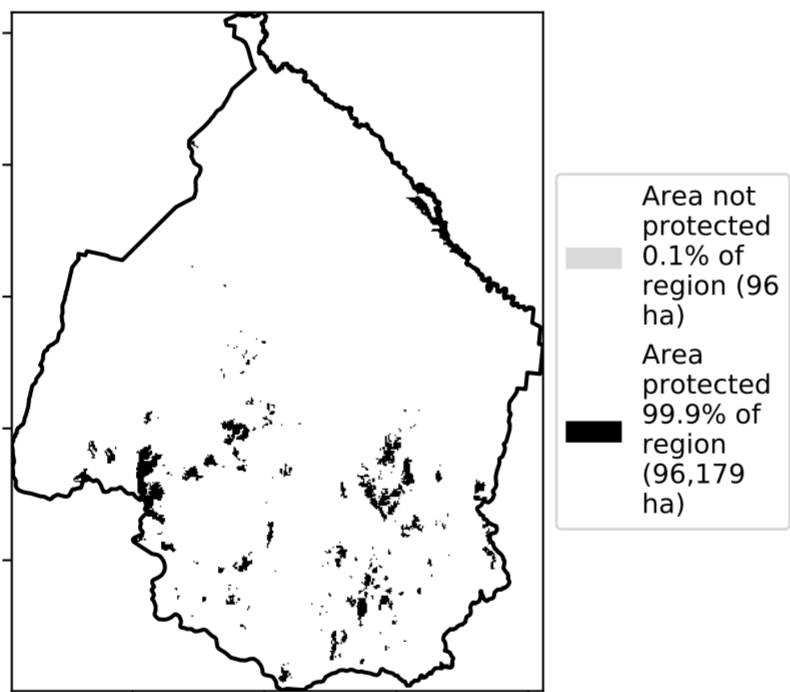 Area not
protected
0.1% of
region (96
ha)
Area
protected
99.9% of
region
(96,179
ha)